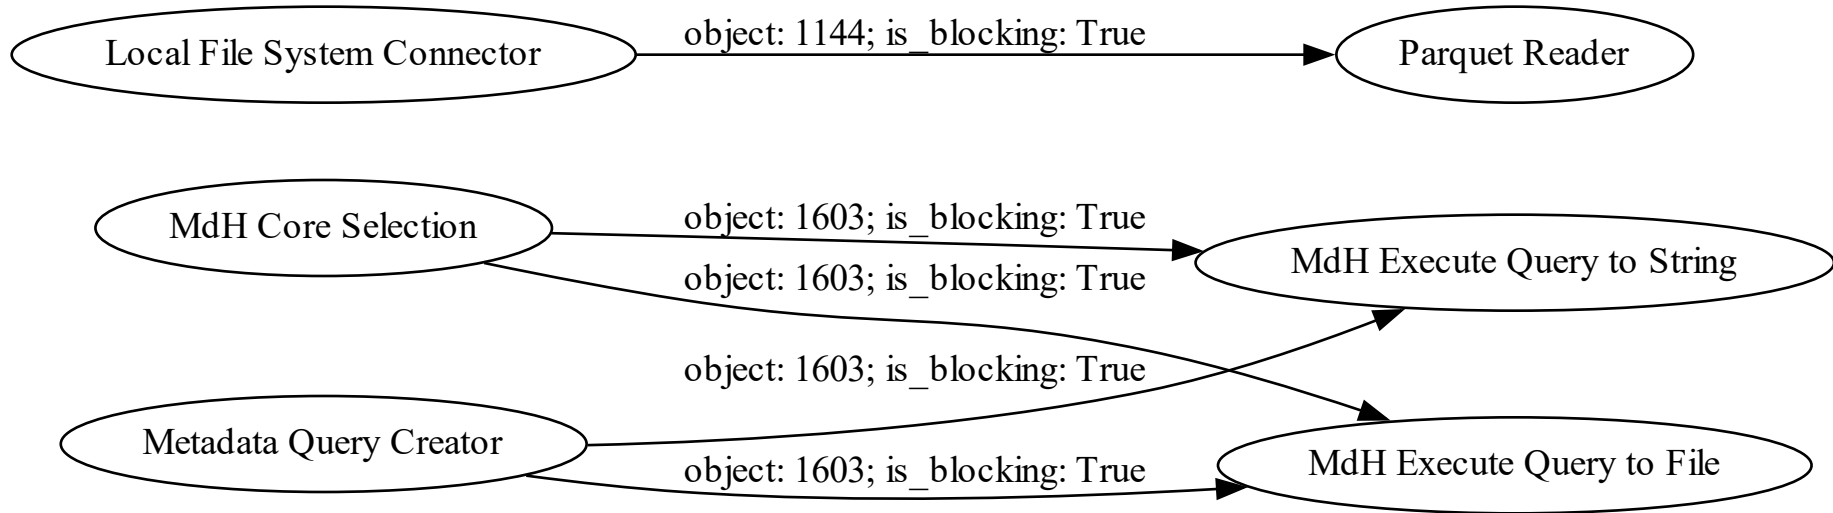 Local File System Connector
object: 1144; is_blocking: True
Parquet Reader
MdH Core Selection
object: 1603; is_blocking: True
MdH Execute Query to String
object: 1603; is_blocking: True
object: 1603; is_blocking: True
Metadata Query Creator
object: 1603; is_blocking: True
MdH Execute Query to File